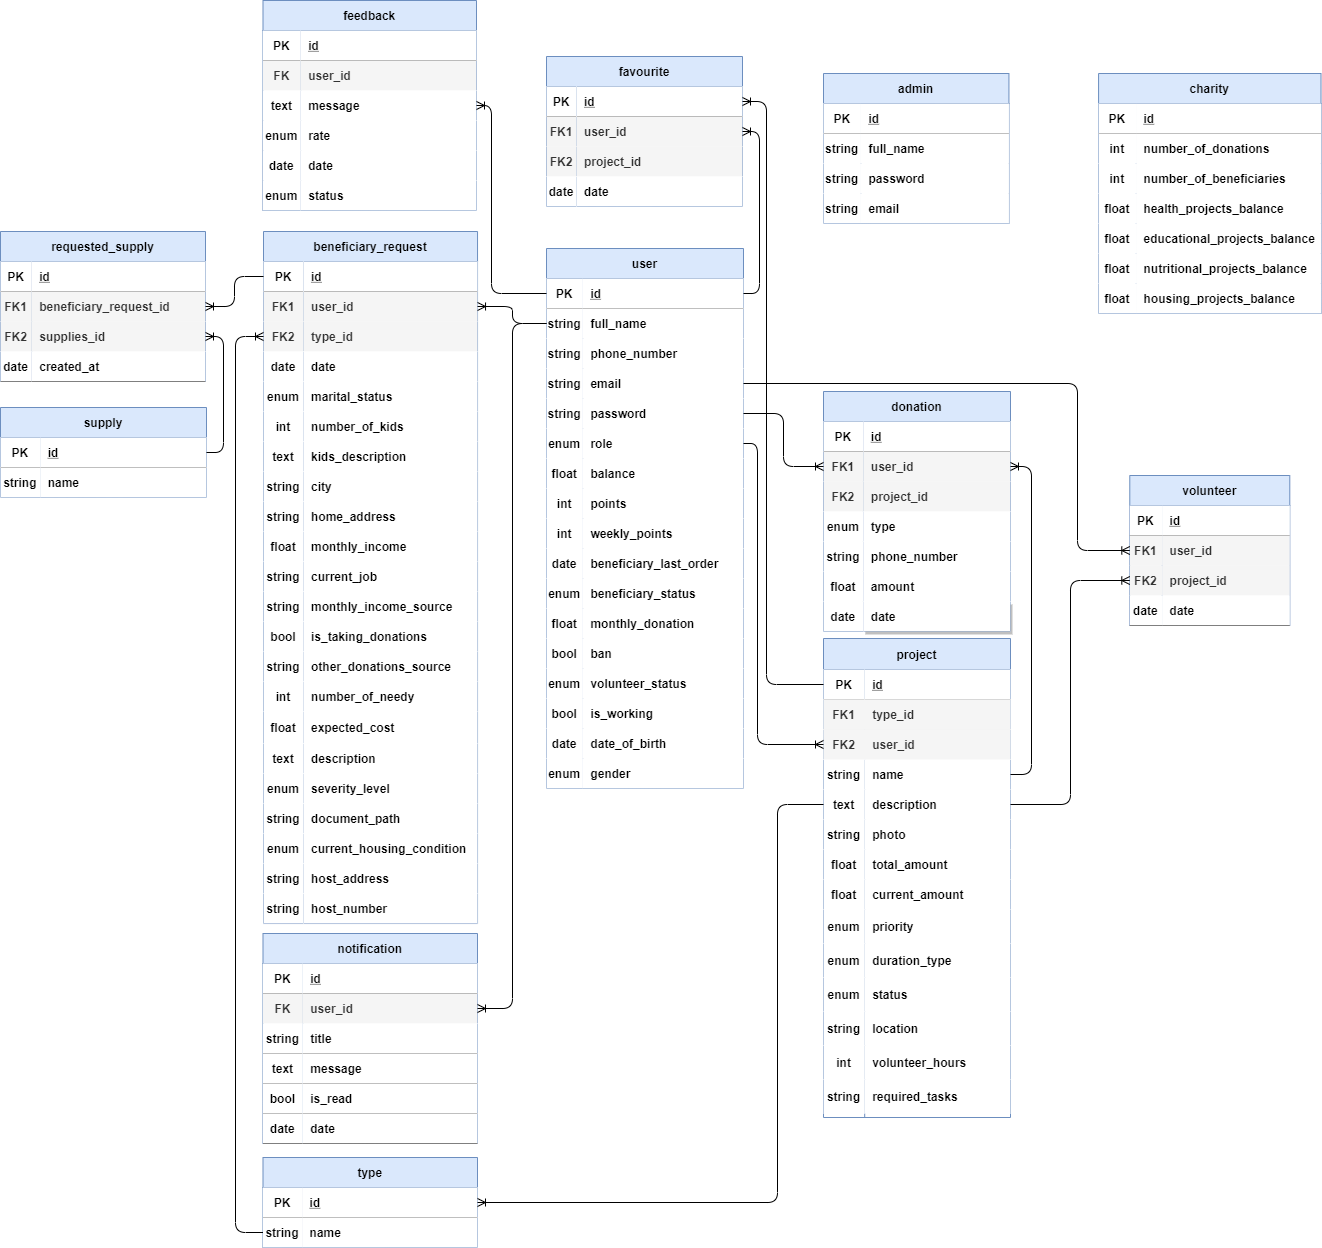 feedback
PK id
FK user_id
text message
enum rate
date date
enum status
favourite
PK id
FK1 user_id
FK2 project_id
date date
admin
PK id
string full_name
string password
string email
charity
PK id
int number_of_donations
int number_of_beneficiaries
float health_projects_balance
float educational_projects_balance
float nutritional_projects_balance
float housing_projects_balance
requested_supply
PK id
FK1 beneficiary_request_id
FK2 supplies_id
date created_at
supply
PK id
string name
beneficiary_request
PK id
FK1 user_id
FK2 type_id
date date
enum marital_status
int number_of_kids
text kids_description
string city
string home_address
float monthly_income
string current_job
string monthly_income_source
bool is_taking_donations
string other_donations_source
int number_of_needy
float expected_cost
text description
enum severity_level
string document_path
enum current_housing_condition
string host_address
string host_number
user
PK id
string full_name
string phone_number
string email
string password
enum role
float balance
int points
int weekly_points
date beneficiary_last_order
enum beneficiary_status
float monthly_donation
bool ban
enum volunteer_status
bool is_working
date date_of_birth
enum gender
donation
PK id
FK1 user_id
FK2 project_id
enum type
string phone_number
float amount
date date
volunteer
PK id
FK1 user_id
FK2 project_id
date date
project
PK id
FK1 type_id
FK2 user_id
string name
text description
string photo
float total_amount
float current_amount
enum priority
enum duration_type
enum status
string location
int volunteer_hours
string required_tasks
notification
PK id
FK user_id
string title
text message
bool is_read
date date
type
PK id
string name